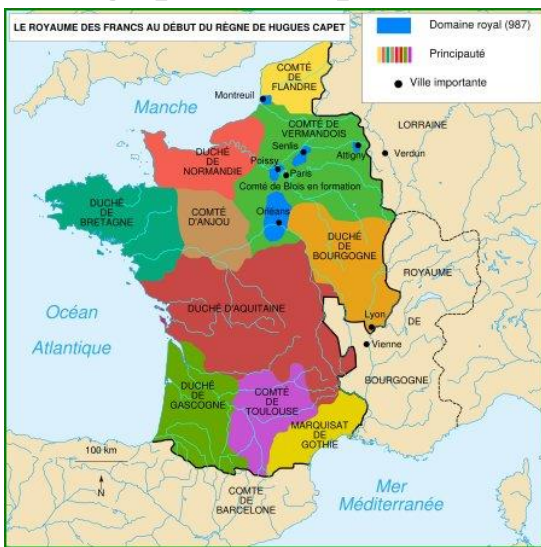 LE ROYAUME DES FRANCS AU DÉBUT DU RÈGNE DE HUGUES CAPET
Domaine royal (987)
Principauté
Ville importante
COMTÉ
DE
FLANDRE
Montreuil
Manche
COMTÉ DE
VERMANDOIS
LORRAINE
Senlis
Attigny
Verdun
DUCHÉ
DE
NORMANDIE
Poissy
Paris
Comté de Blois en formation
DUCHÉ
DE
BRETAGNE
COMTÉ
D'ANJOU
Orléans
DUCHÉ
DE
BOURGOGNE
ROYAUME
DE
BOURGOGNE
Océan
Atlantique
DUCHÉ D'AQUITAINE
Lyon
Vienne
DUCHÉ
DE
GASCOGNE
COMTÉ
DE
TOULOUSE
MARQUISAT
DE
GOTHIE
100 km
N
COMTE
DE
BARCELONE
Mer
Méditerranée